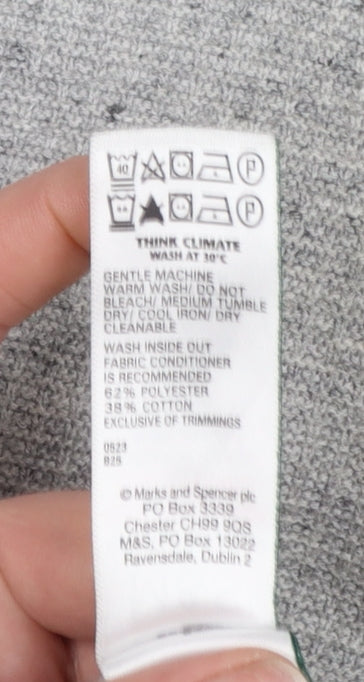 40
P
P
THINK CLIMATE
WASH AT 30°C
GENTLE MACHINE
WARM WASH/ DO NOT
BLEACH/ MEDIUM TUMBLE
DRY/ COOL IRON/ DRY
CLEANABLE
WASH INSIDE OUT
FABRIC CONDITIONER
IS RECOMMENDED
62% POLYESTER
38% COTTON
EXCLUSIVE OF TRIMMINGS
0523
825
© Marks and Spencer plc
PO Box 3339
Chester CH99 9QS
M&S, PO Box 13022
Ravensdale, Dublin 2